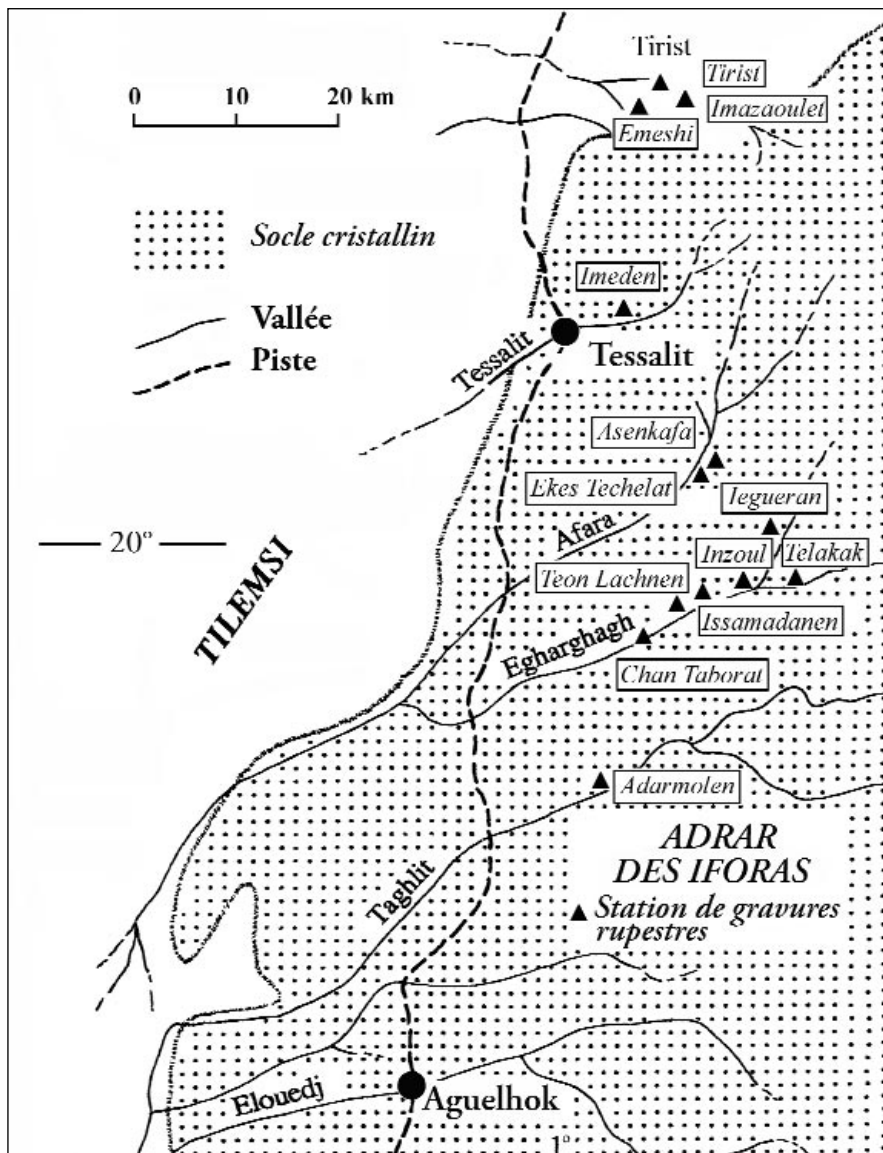 Tirist
Tirist
0 10 20 km
Imazaoulet
Emeshi
Socle cristallin
Imeden
Vallée
Tessalit
Piste
Tessalit
Asenkafa
Ekes Techelat
Iegueran
20°
Afara
Inzoul
Telakak
TILEMSI
Teon Lachnen
Issamadanen
Egharghagh
Chan Taborat
Adarmolen
ADRAR
DES IFORAS
Taghlit
Station de gravures
rupestres
Elouedj
Aguelhok
1°